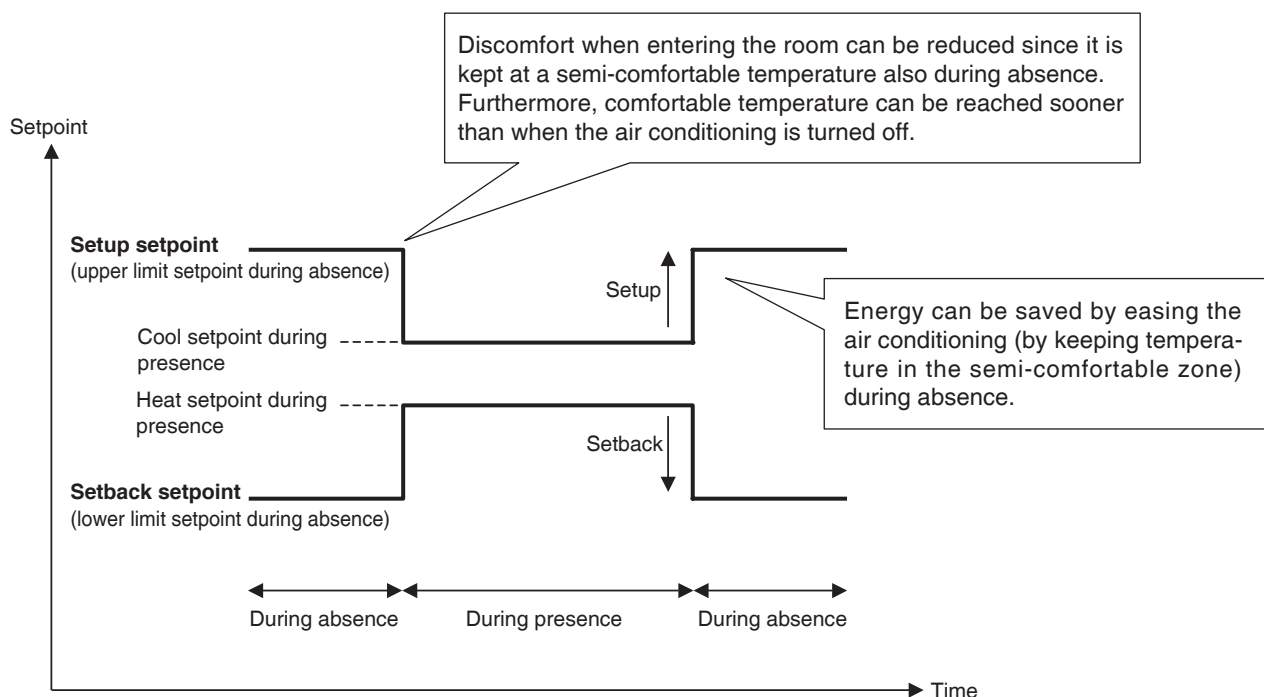 Discomfort when entering the room can be reduced since it is
kept at a semi-comfortable temperature also during absence.
Furthermore, comfortable temperature can be reached sooner
than when the air conditioning is turned off.
Setpoint
Setup setpoint
(upper limit setpoint during absence)
Setup
Energy can be saved by easing the
air conditioning (by keeping tempera-
ture in the semi-comfortable zone)
during absence.
Cool setpoint during
presence
Heat setpoint during
presence
Setback
Setback setpoint
(lower limit setpoint during absence)
During absence
During presence
During absence
Time